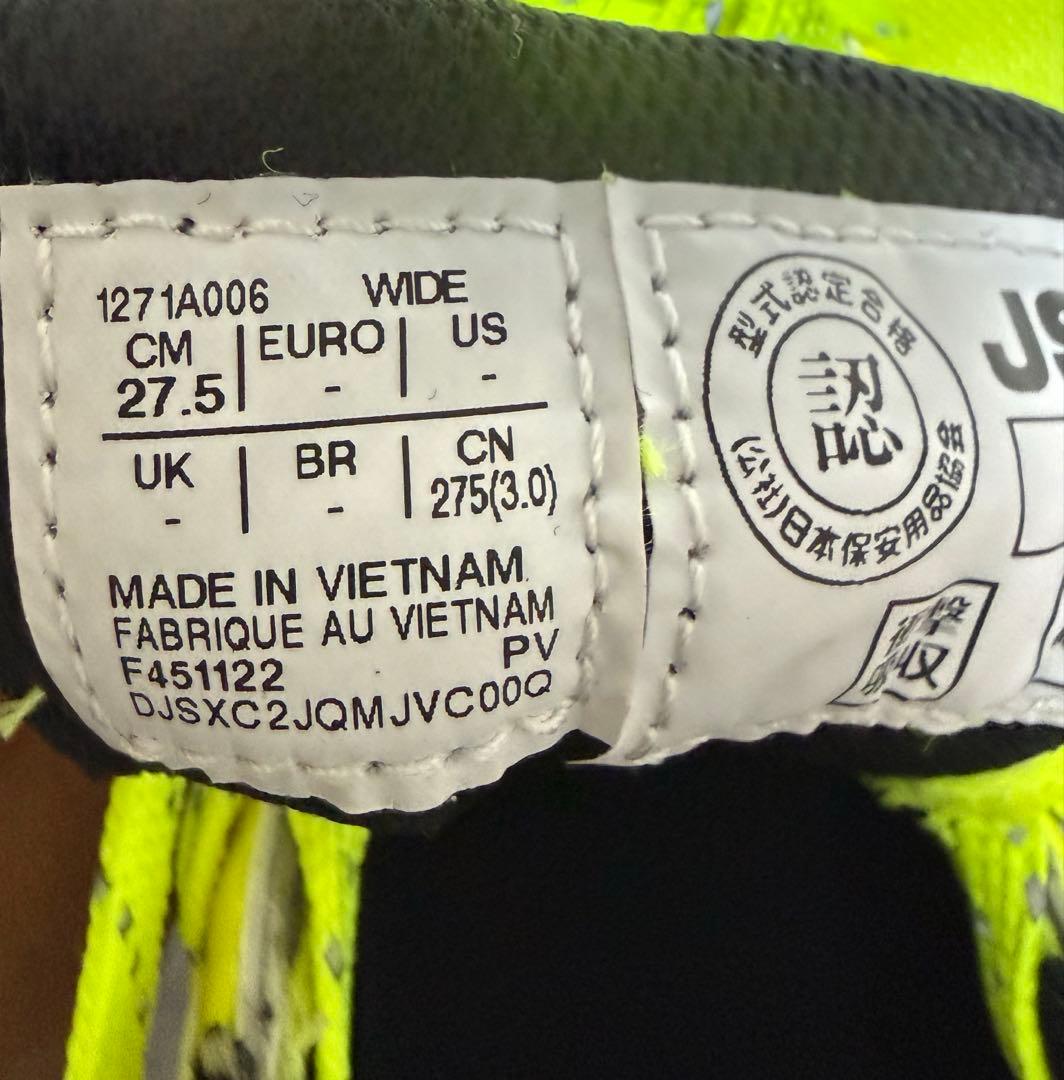 1271A006 WIDE
CM EURO US
27.5 - -
UK BR CN
- - 275(3.0)
MADE IN VIETNAM.
FABRIQUE AU VIETNAM
F451122 PV
DJSXC2JQMJVC00Q
型式認定合格
認
(公社)日本保安用品協会
JS